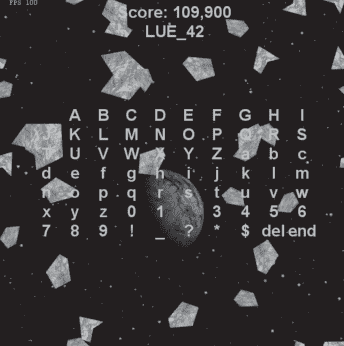 FPS 100
core: 109,900
LUE_42
A B C D E F G H I
K L M N O P Q R S
U V W X Y Z a b c
d e f g h i j k l m
n o p q r s t u v w
x y z 0 1 3 4 5 6
7 8 9 ! _ ? * $ del end